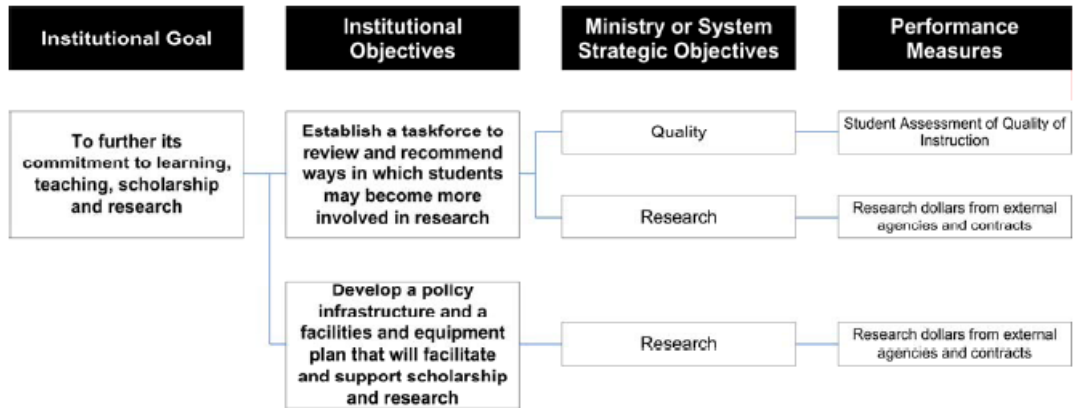 Institutional Goal
Institutional
Objectives
Ministry or System
Strategic Objectives
Performance
Measures
To further its
commitment to learning,
teaching, scholarship
and research
Establish a taskforce to
review and recommend
ways in which students
may become more
involved in research
Quality
Student Assessment of Quality of
Instruction
Research
Research dollars from external
agencies and contracts
Develop a policy
infrastructure and a
facilities and equipment
plan that will facilitate
and support scholarship
and research
Research
Research dollars from external
agencies and contracts